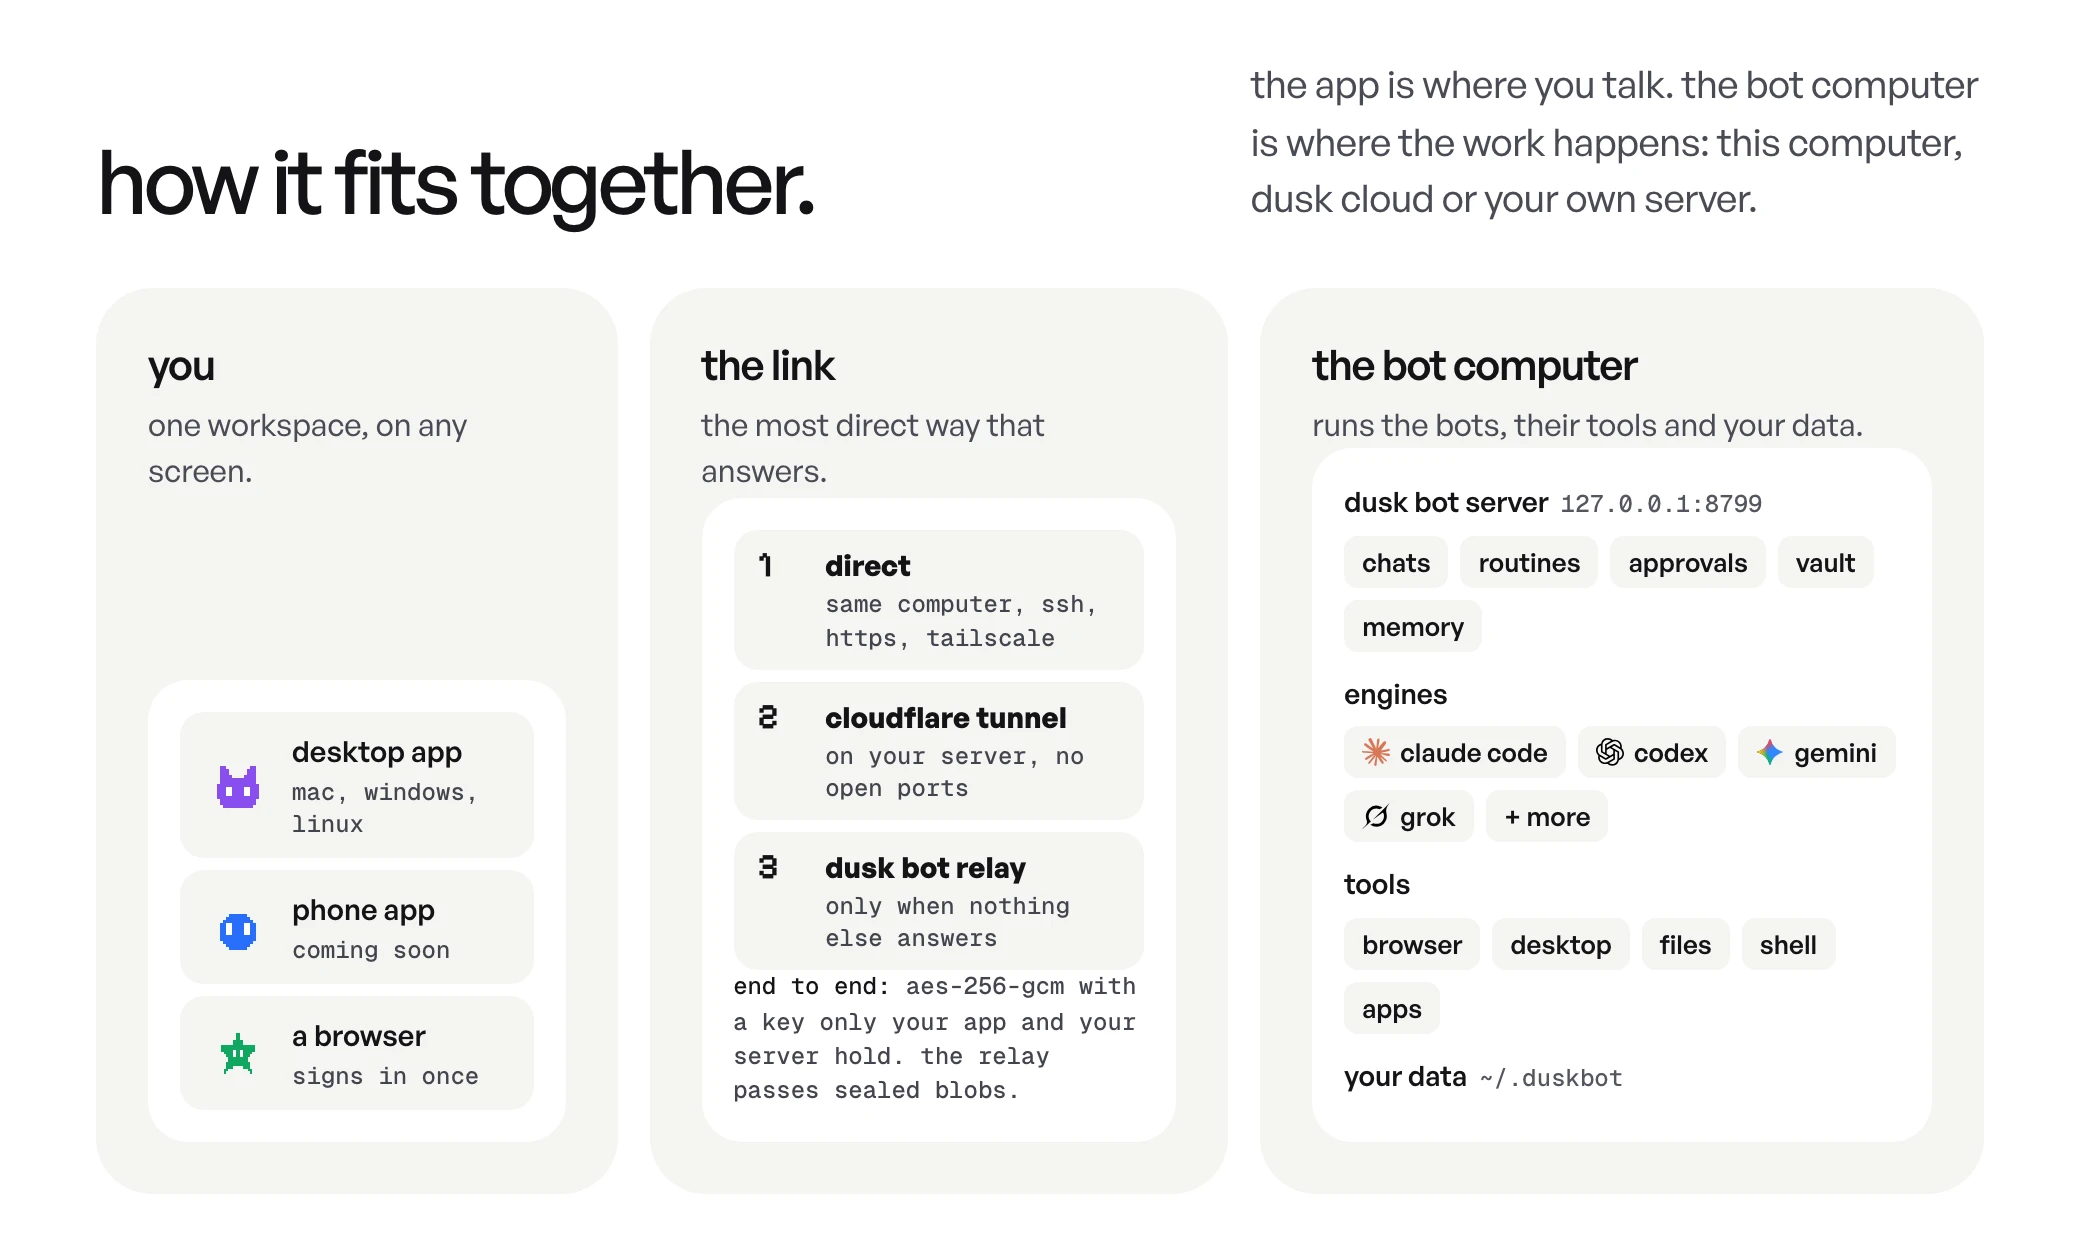 how it fits together.
the app is where you talk. the bot computer
is where the work happens: this computer,
dusk cloud or your own server.
you
one workspace, on any
screen.
desktop app
mac, windows,
linux
phone app
coming soon
a browser
signs in once
the link
the most direct way that
answers.
1 direct
same computer, ssh,
https, tailscale
2 cloudflare tunnel
on your server, no
open ports
3 dusk bot relay
only when nothing
else answers
end to end: aes-256-gcm with
a key only your app and your
server hold. the relay
passes sealed blobs.
the bot computer
runs the bots, their tools and your data.
dusk bot server 127.0.0.1:8799
chats routines approvals vault
memory
engines
claude code codex gemini
grok + more
tools
browser desktop files shell
apps
your data ~/.duskbot